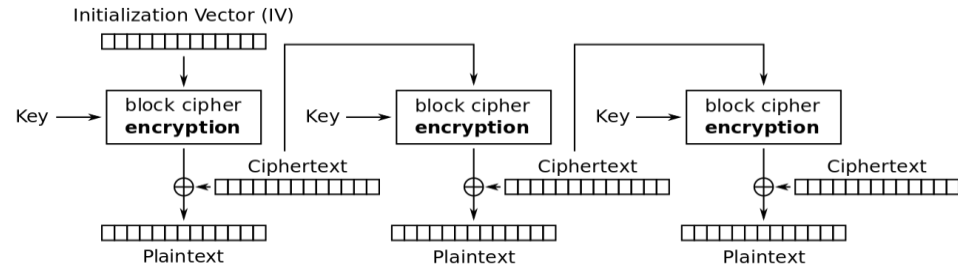 Initialization Vector (IV)
Key
block cipher
encryption
Key
block cipher
encryption
Key
block cipher
encryption
Ciphertext
Ciphertext
Ciphertext
Plaintext
Plaintext
Plaintext